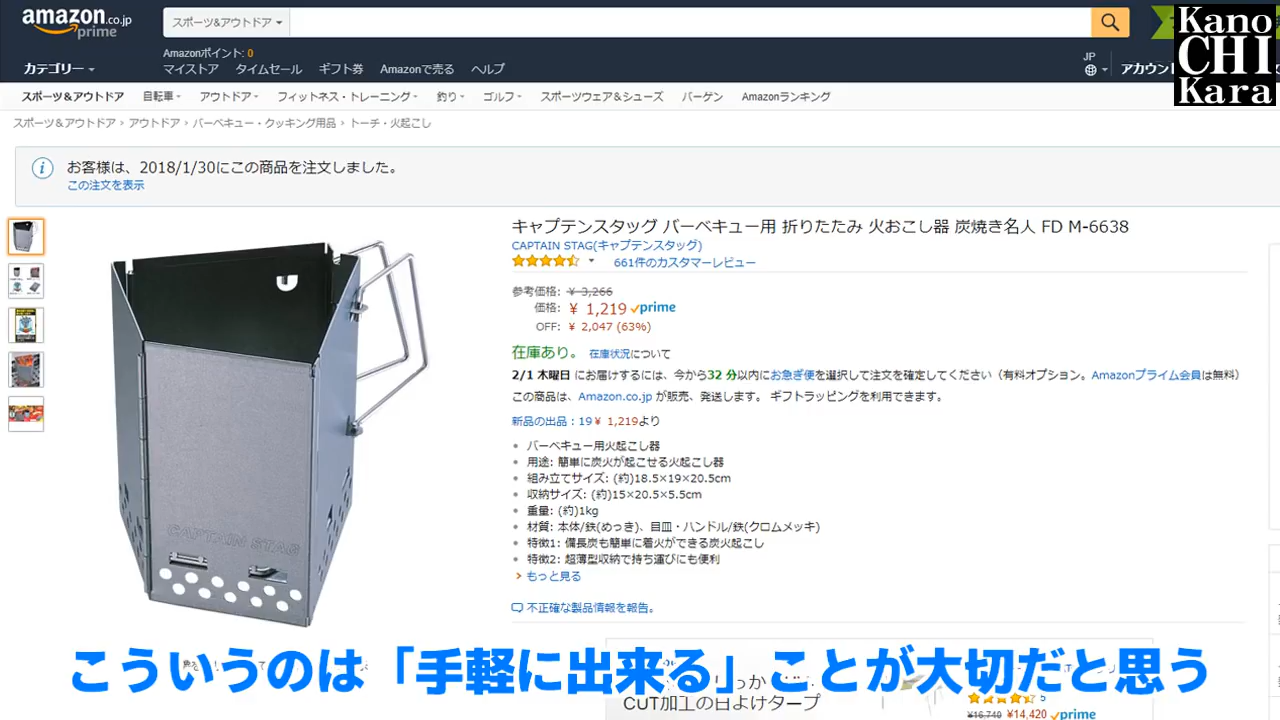 amazon.co.jp
prime
スポーツ&アウトドア
Kano
CHI
Kara
Amazonポイント: 0
カテゴリー
マイストア タイムセール ギフト券 Amazonで売る ヘルプ
JP
アカウン
スポーツ&アウトドア 自転車 アウトドア フィットネス・トレーニング 釣り ゴルフ スポーツウェア&シューズ バーゲン Amazonランキング
スポーツ&アウトドア › アウトドア › バーベキュー・クッキング用品 › トーチ・火起こし
お客様は、2018/1/30にこの商品を注文しました。
この注文を表示
キャプテンスタッグ バーベキュー用 折りたたみ 火おこし器 炭焼き名人 FD M-6638
CAPTAIN STAG(キャプテンスタッグ)
661件のカスタマーレビュー
参考価格: ¥ 3,266
価格: ¥ 1,219 prime
OFF: ¥ 2,047 (63%)
在庫あり。 在庫状況について
2/1 木曜日 にお届けするには、今から32 分以内にお急ぎ便を選択して注文を確定してください（有料オプション。Amazonプライム会員は無料）
この商品は、Amazon.co.jp が販売、発送します。 ギフトラッピングを利用できます。
新品の出品：19¥ 1,219より
バーベキュー用火起こし器
用途: 簡単に炭火が起こせる火起こし器
組み立てサイズ: (約)18.5×19×20.5cm
収納サイズ: (約)15×20.5×5.5cm
重量: (約)1kg
材質: 本体/鉄(めっき)、目皿・ハンドル/鉄(クロムメッキ)
特徴1: 備長炭も簡単に着火ができる炭火起こし
特徴2: 超薄型収納で持ち運びにも便利
もっと見る
不正確な製品情報を報告。
CAPTAIN STAG
こういうのは「手軽に出来る」ことが大切だと思う
CUT加工の日よけタープ
5
¥16,740 ¥14,420 prime